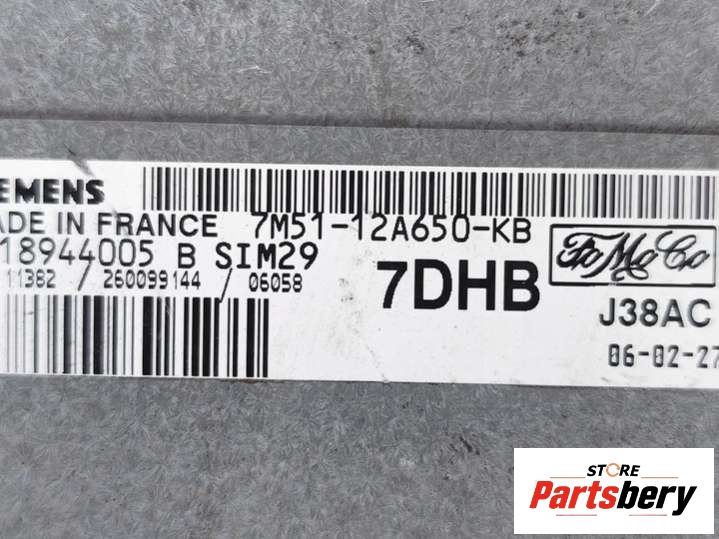 EMENS
ADE IN FRANCE 7M51-12A650-KB
18944005 B SIM29
11382 / 260099144 / 06058
7DHB
FoMoCo
J38AC
06-02-27
STORE
Partsbery